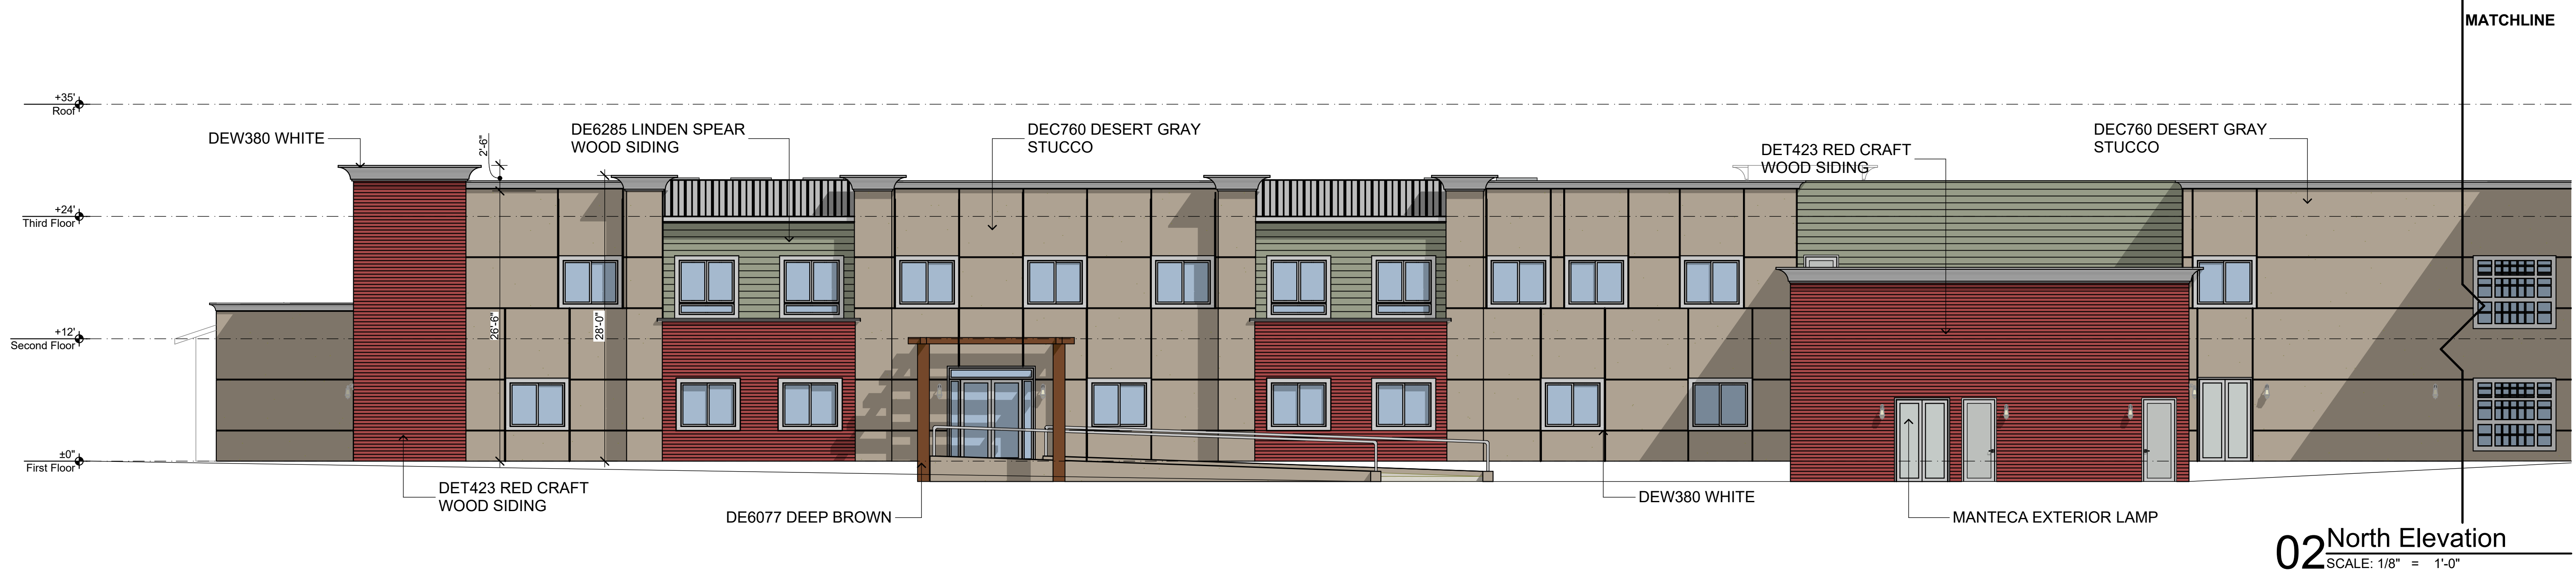 MATCHLINE
+35'
Roof
DEW380 WHITE
2'-6"
DE6285 LINDEN SPEAR
WOOD SIDING
DEC760 DESERT GRAY
STUCCO
DET423 RED CRAFT
WOOD SIDING
DEC760 DESERT GRAY
STUCCO
+24'
Third Floor
+12'
Second Floor
26'-6"
28'-0"
±0"
First Floor
DET423 RED CRAFT
WOOD SIDING
DE6077 DEEP BROWN
DEW380 WHITE
MANTECA EXTERIOR LAMP
02 North Elevation
SCALE: 1/8" = 1'-0"